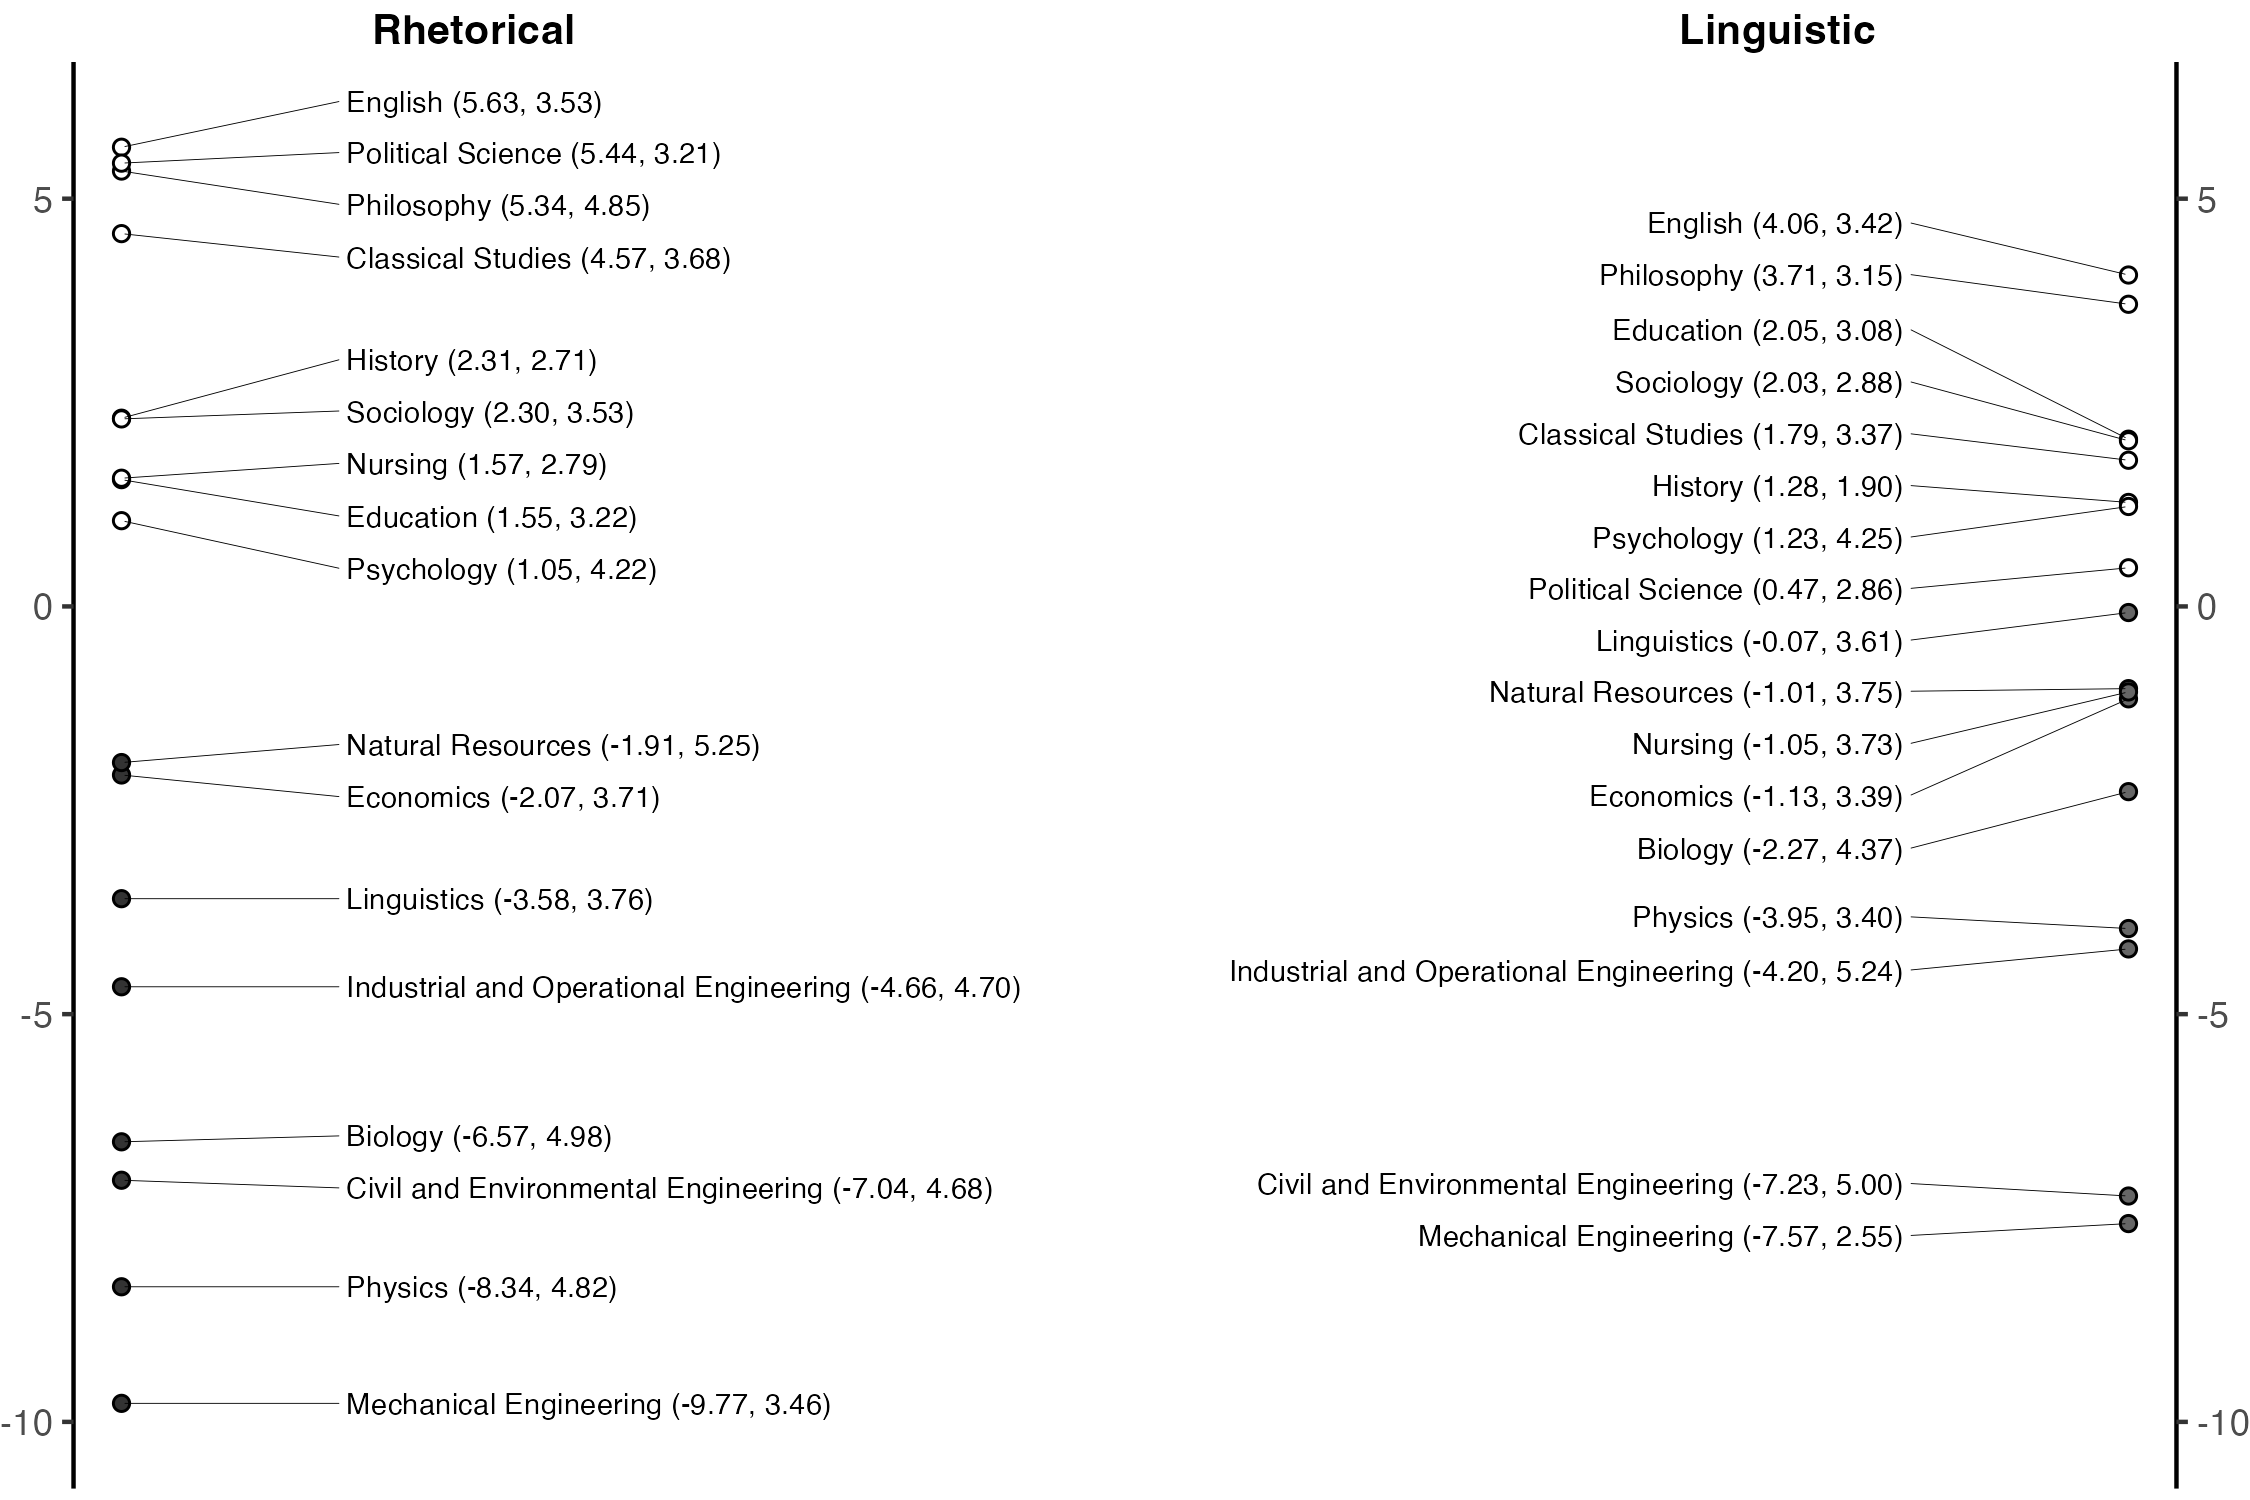 Rhetorical
English (5.63, 3.53)
Political Science (5.44, 3.21)
Philosophy (5.34, 4.85)
Classical Studies (4.57, 3.68)
History (2.31, 2.71)
Sociology (2.30, 3.53)
Nursing (1.57, 2.79)
Education (1.55, 3.22)
Psychology (1.05, 4.22)
Natural Resources (-1.91, 5.25)
Economics (-2.07, 3.71)
Linguistics (-3.58, 3.76)
Industrial and Operational Engineering (-4.66, 4.70)
Biology (-6.57, 4.98)
Civil and Environmental Engineering (-7.04, 4.68)
Physics (-8.34, 4.82)
Mechanical Engineering (-9.77, 3.46)
5
0
-5
-10
Linguistic
English (4.06, 3.42)
Philosophy (3.71, 3.15)
Education (2.05, 3.08)
Sociology (2.03, 2.88)
Classical Studies (1.79, 3.37)
History (1.28, 1.90)
Psychology (1.23, 4.25)
Political Science (0.47, 2.86)
Linguistics (-0.07, 3.61)
Natural Resources (-1.01, 3.75)
Nursing (-1.05, 3.73)
Economics (-1.13, 3.39)
Biology (-2.27, 4.37)
Physics (-3.95, 3.40)
Industrial and Operational Engineering (-4.20, 5.24)
Civil and Environmental Engineering (-7.23, 5.00)
Mechanical Engineering (-7.57, 2.55)
5
0
-5
-10